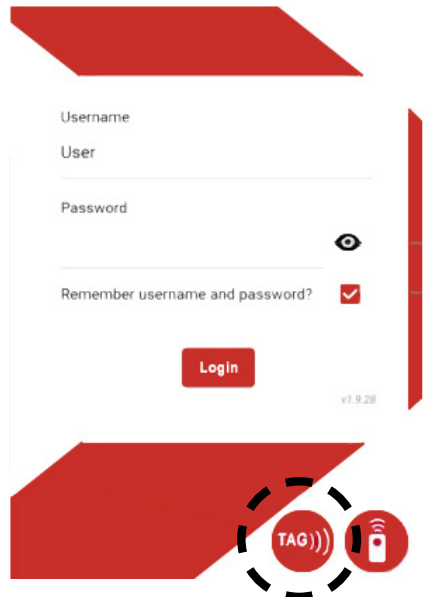 Username
User
Password
Remember username and password?
Login
v1.9.28
TAG)))